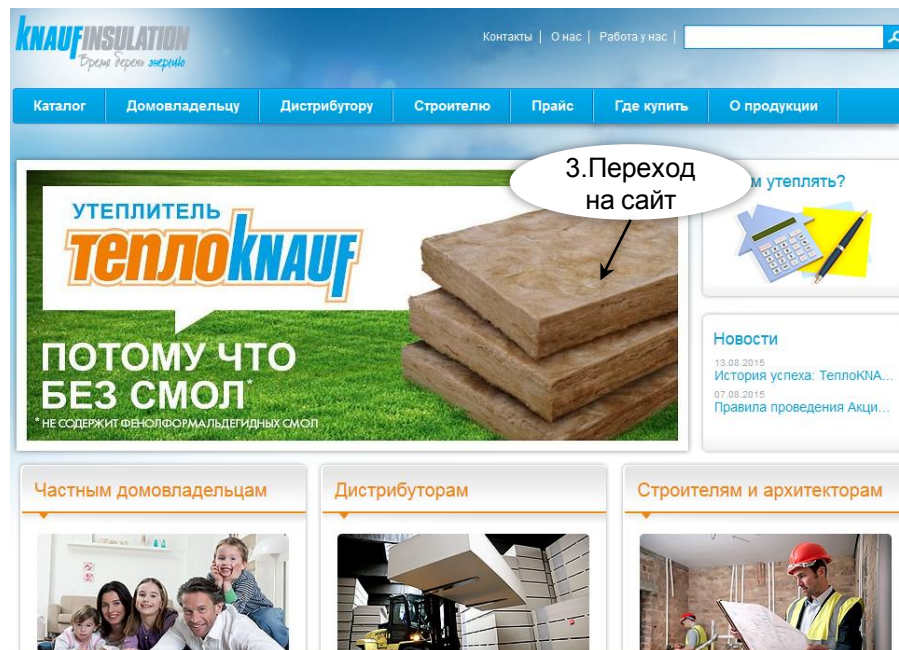 KNAUFINSULATION
Время беречь энергию
Контакты | О нас | Работа у нас |
Каталог Домовладельцу Дистрибутору Строителю Прайс Где купить О продукции
3.Переход
на сайт
УТЕПЛИТЕЛЬ
теплоKNAUF
ПОТОМУ ЧТО
БЕЗ СМОЛ*
* НЕ СОДЕРЖИТ ФЕНОЛФОРМАЛЬДЕГИДНЫХ СМОЛ
утеплять?
Новости
13.08.2015
История успеха: ТеплоKNA...
07.08.2015
Правила проведения Акци...
Частным домовладельцам
Дистрибуторам
Строителям и архитекторам